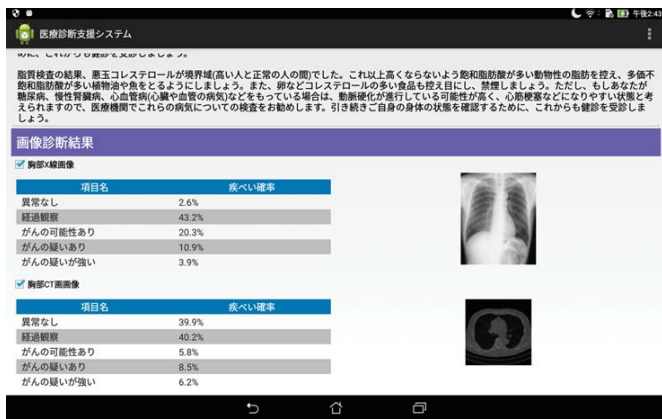 午後2:43
医療診断支援システム
脂質検査の結果、悪玉コレステロールが境界域(高い人と正常の人の間)でした。これ以上高くならないよう飽和脂肪酸が多い動物性の脂肪を控え、多価不
飽和脂肪酸が多い植物油や魚をとるようにしましょう。また、卵などコレステロールの多い食品も控え目にし、禁煙しましょう。ただし、もしあなたが
糖尿病、慢性腎臓病、心血管病(心臓や血管の病気)などをもっている場合は、動脈硬化が進行している可能性が高く、心筋梗塞などになりやすい状態と考
えられますので、医療機関でこれらの病気についての検査をお勧めします。引き続きご自身の身体の状態を確認するために、これからも健診を受診しま
しょう。
画像診断結果
胸部X線画像
項目名 疾ぺい確率
異常なし 2.6%
経過観察 43.2%
がんの可能性あり 20.3%
がんの疑いあり 10.9%
がんの疑いが強い 3.9%
胸部CT画画像
項目名 疾ぺい確率
異常なし 39.9%
経過観察 40.2%
がんの可能性あり 5.8%
がんの疑いあり 8.5%
がんの疑いが強い 6.2%